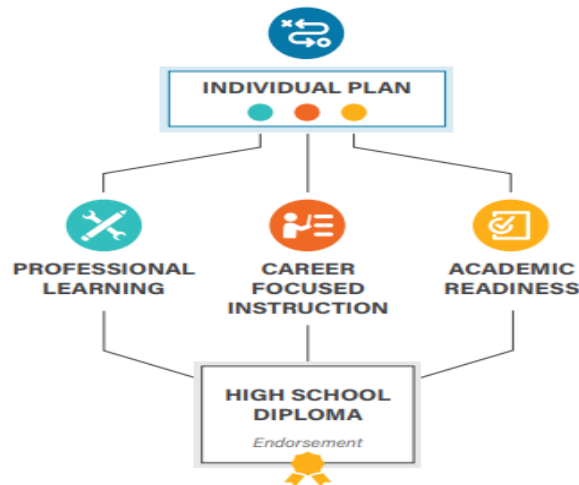 INDIVIDUAL PLAN
PROFESSIONAL
LEARNING
CAREER
FOCUSED
INSTRUCTION
ACADEMIC
READINESS
HIGH SCHOOL
DIPLOMA
Endorsement